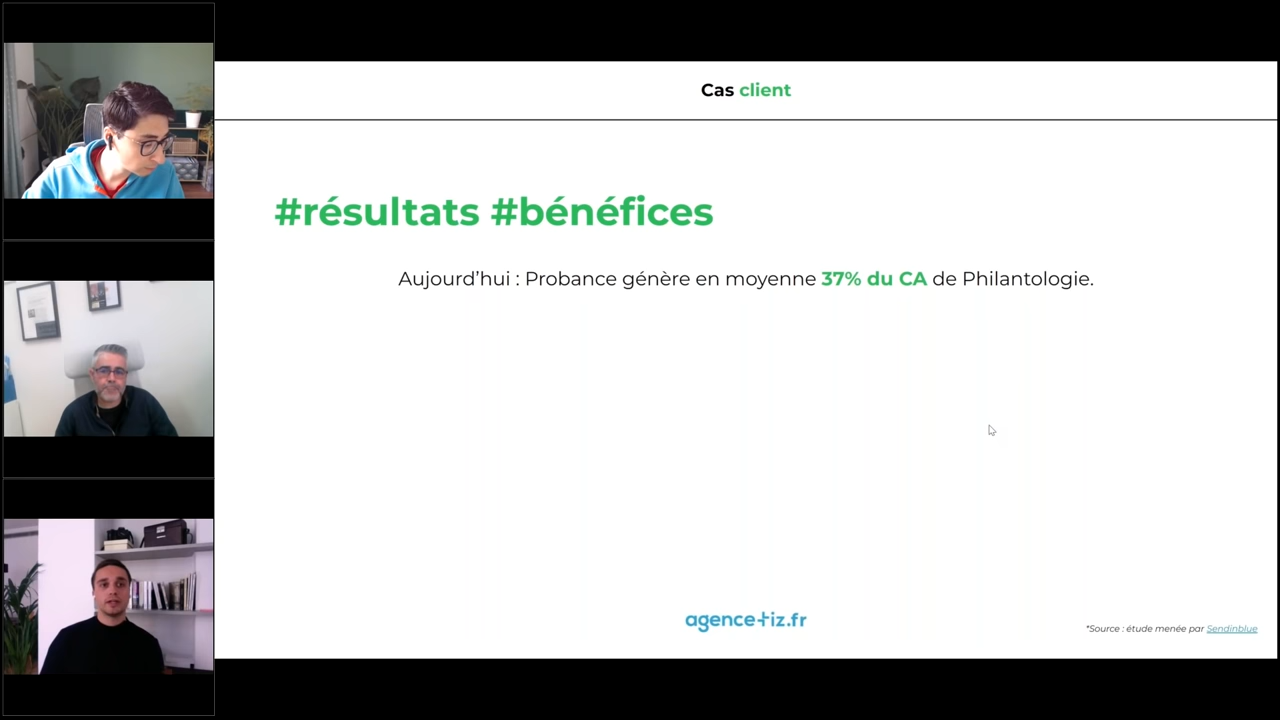 Cas client
#résultats #bénéfices
Aujourd’hui : Probance génère en moyenne 37% du CA de Philantologie.
agence tiz.fr
*Source : étude menée par Sendinblue